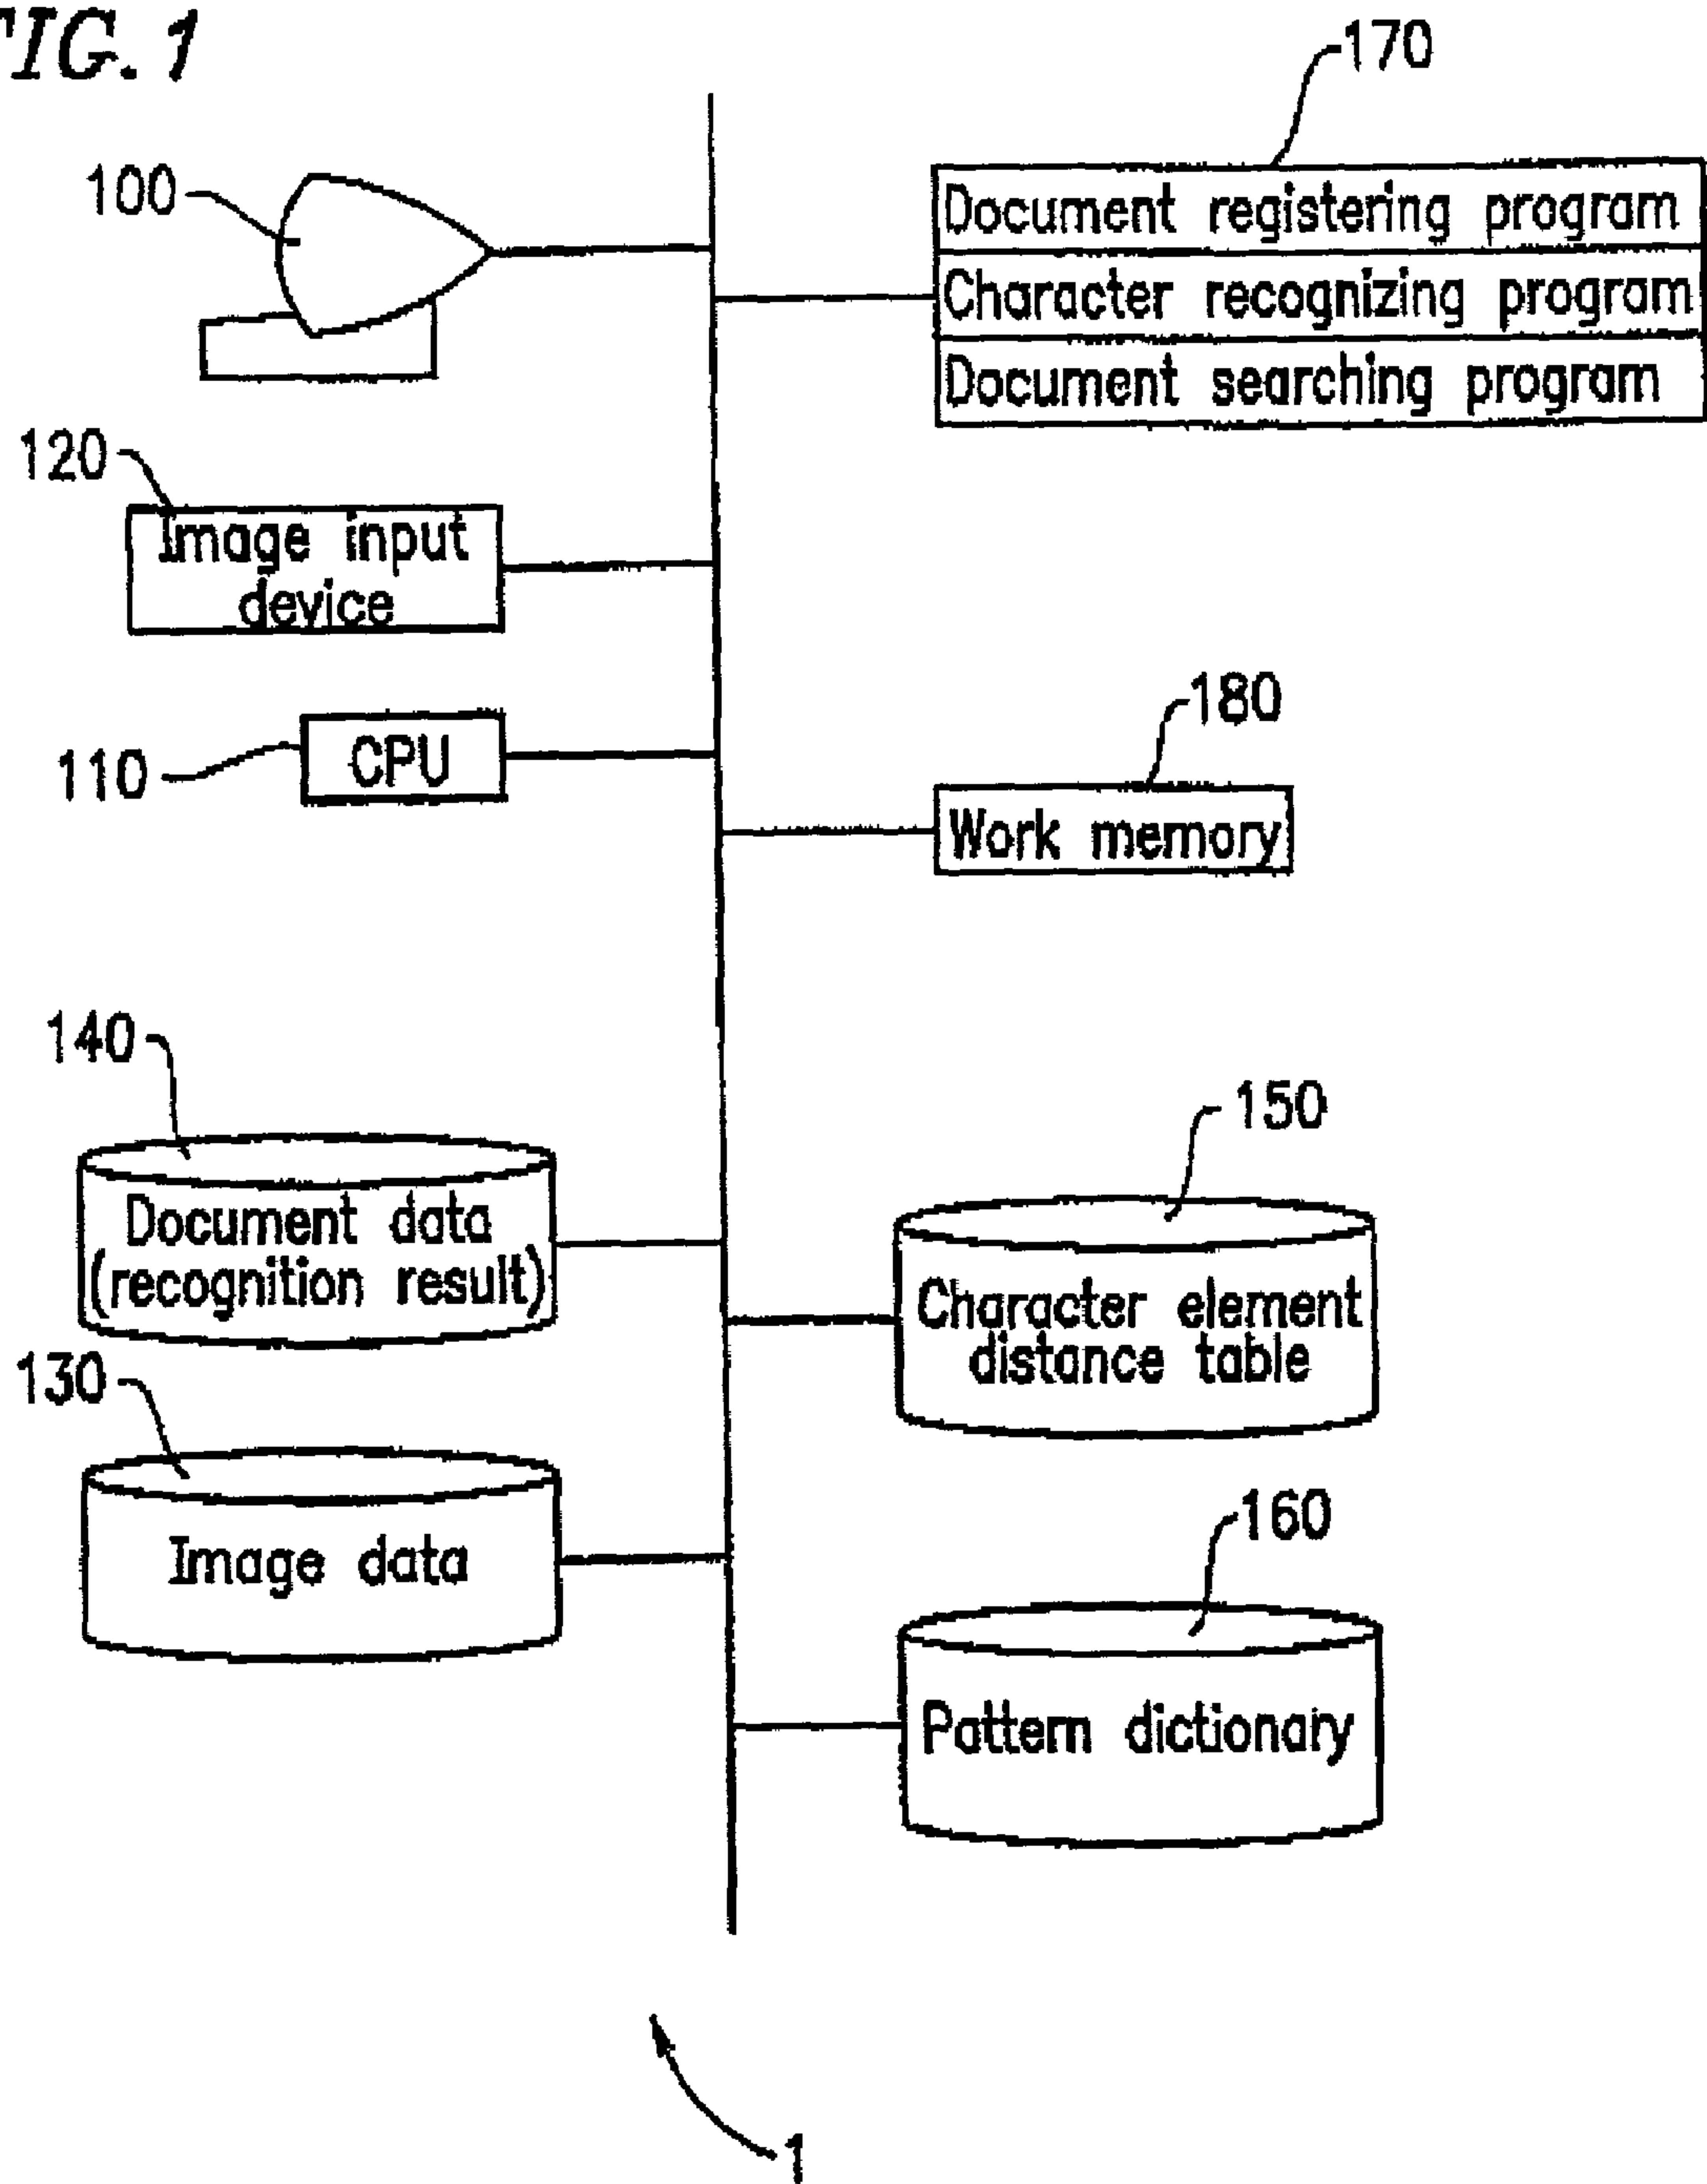 FIG. 1
170
100
Document registering program
Character recognizing program
Document searching program
120
Image input
device
180
110
CPU
Work memory
140
150
Document data
(recognition result)
Character element
distance table
130
160
Image data
Pattern dictionary
1